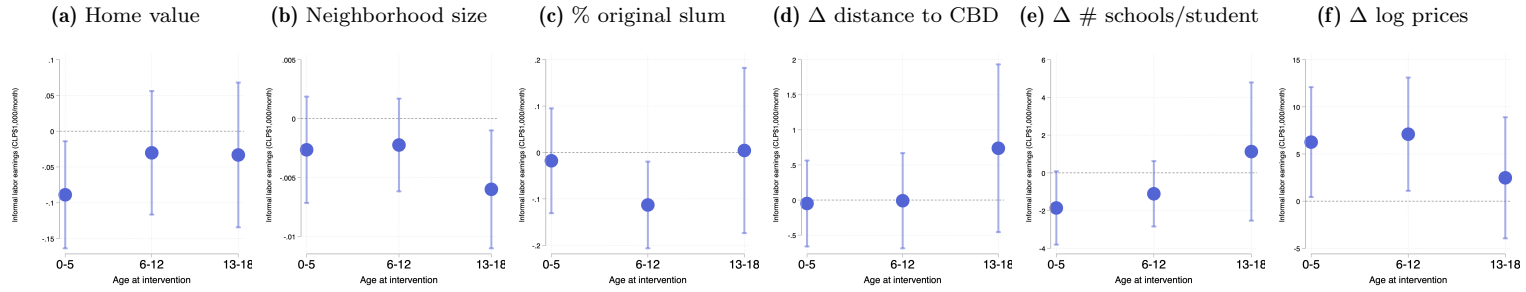 (a) Home value
Informal labor earnings (CLP$1,000/month)
.1
.05
0
-.05
-.1
-.15
0-5
6-12
13-18
Age at intervention
(b) Neighborhood size
Informal labor earnings (CLP$1,000/month)
.005
0
-.005
-.01
0-5
6-12
13-18
Age at intervention
(c) % original slum
Informal labor earnings (CLP$1,000/month)
.2
.1
0
-.1
-.2
0-5
6-12
13-18
Age at intervention
(d) Δ distance to CBD
Informal labor earnings (CLP$1,000/month)
2
1.5
1
.5
0
-.5
0-5
6-12
13-18
Age at intervention
(e) Δ # schools/student
Informal labor earnings (CLP$1,000/month)
6
4
2
0
-2
-4
0-5
6-12
13-18
Age at intervention
(f) Δ log prices
Informal labor earnings (CLP$1,000/month)
15
10
5
0
-5
0-5
6-12
13-18
Age at intervention